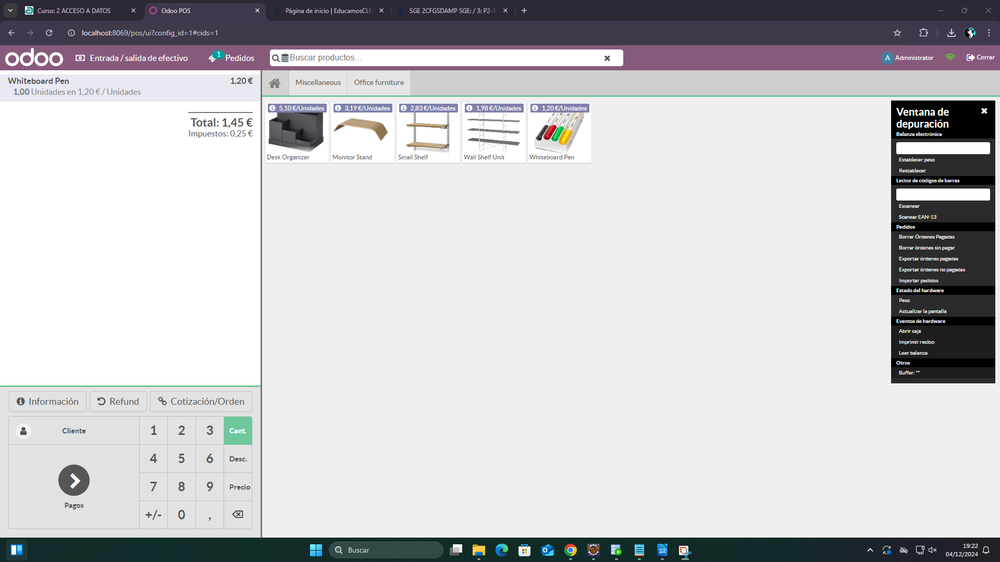 Curso: 2 ACCESO A DATOS
Odoo POS
Página de inicio | EducamosCLM
SGE 2CFGSDAMP SGE: / 3: P2-T
localhost:8069/pos/ui?config_id=1#cids=1
odoo
Entrada / salida de efectivo
1
Pedidos
Buscar productos...
A
Administrator
Cerrar
Whiteboard Pen
1,20 €
1,00 Unidades en 1,20 € / Unidades
Total: 1,45 €
Impuestos: 0,25 €
Miscellaneous
Office furniture
5,10 €/Unidades
Desk Organizer
3,19 €/Unidades
Monitor Stand
2,83 €/Unidades
Small Shelf
1,98 €/Unidades
Wall Shelf Unit
1,20 €/Unidades
Whiteboard Pen
Ventana de
depuración
Balanza electrónica
Establecer peso
Restablecer
Lector de códigos de barras
Escanear
Scanear EAN-13
Pedidos
Borrar Órdenes Pagadas
Borrar órdenes sin pagar
Exportar órdenes pagadas
Exportar órdenes no pagadas
Importar pedidos
Estado del hardware
Peso
Actualizar la pantalla
Eventos de hardware
Abrir caja
Imprimir recibo
Leer balanza
Otros
Buffer: ""
Información
Refund
Cotización/Orden
Cliente
Pagos
1
2
3
Cant.
4
5
6
Desc.
7
8
9
Precio
+/-
0
,
Buscar
19:22
04/12/2024